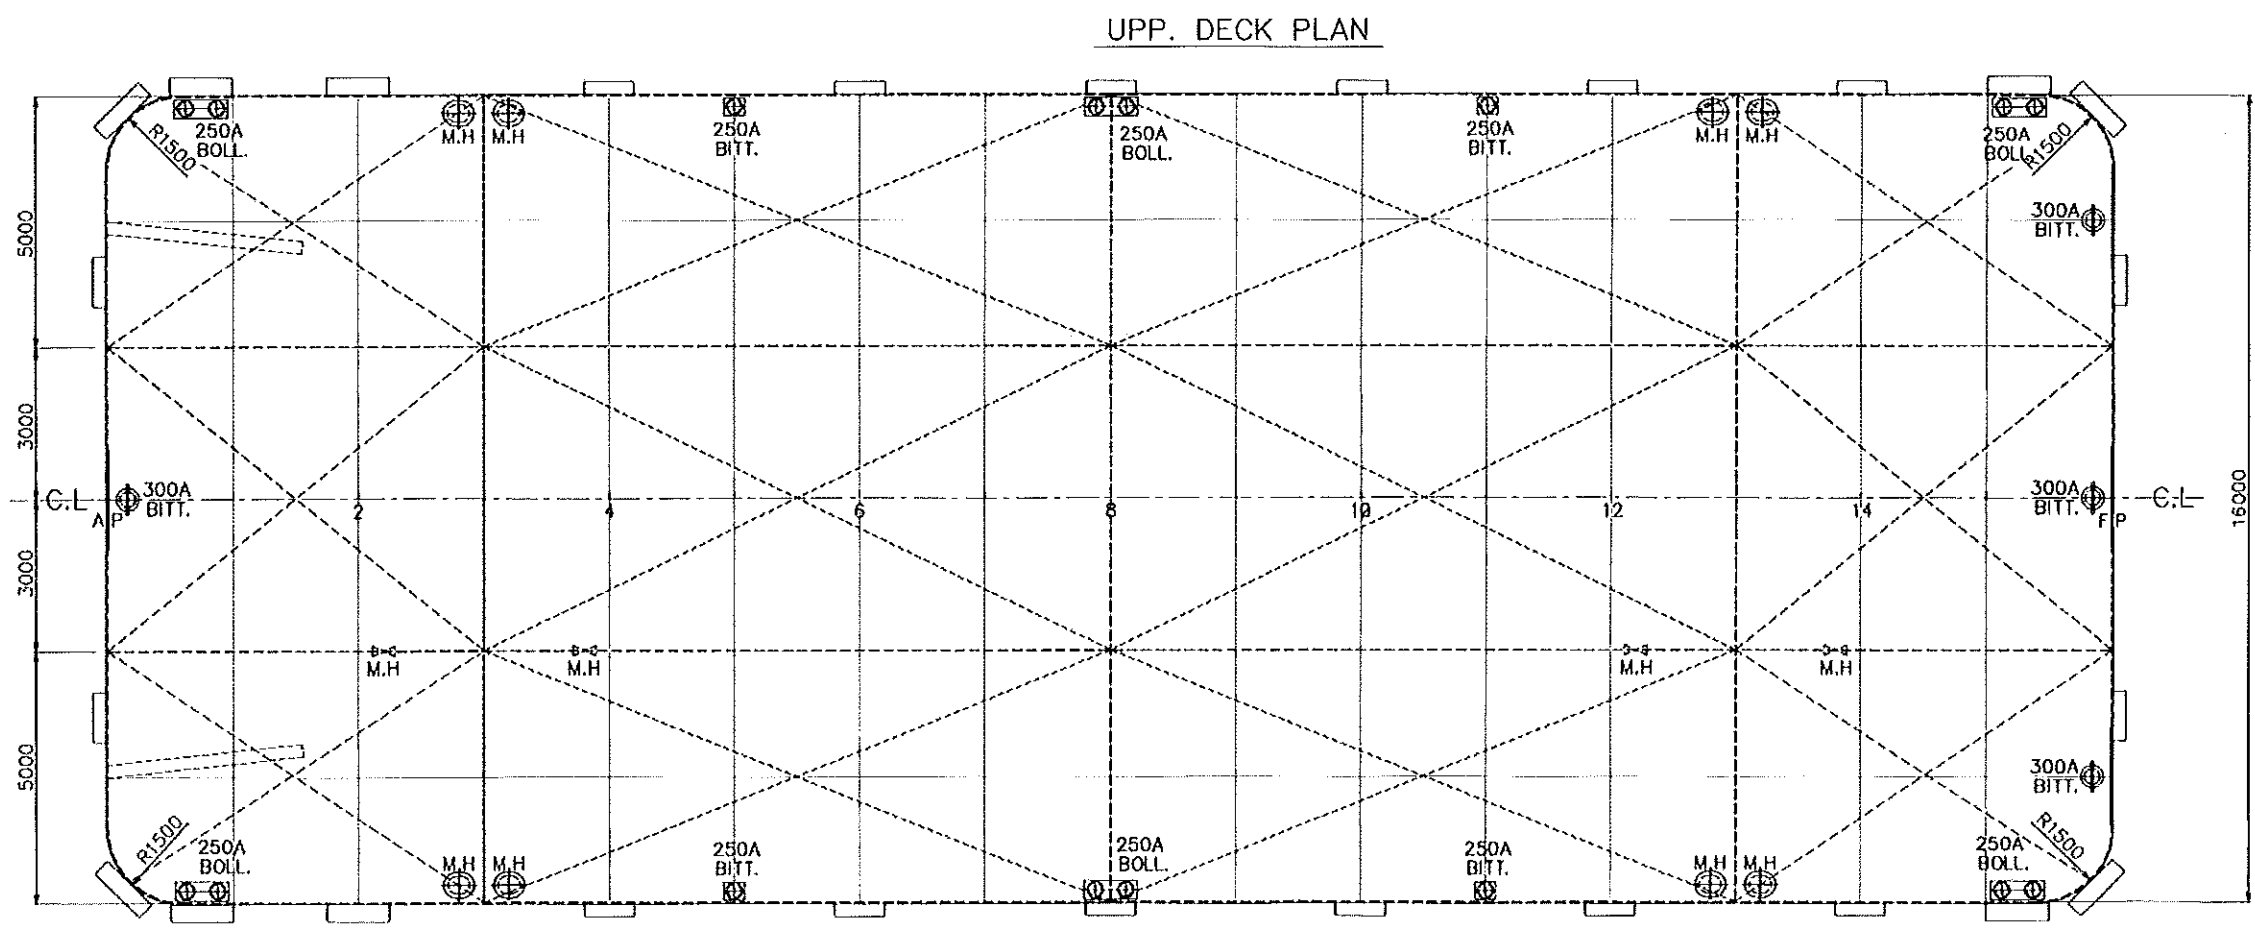 UPP. DECK PLAN
R1500
250A
BOLL.
M.H
M.H
250A
BITT.
250A
BOLL.
250A
BITT.
M.H
M.H
250A
BOLL.
R1500
5000
300A
BITT.
3000
C.L
A P
300A
BITT.
2
4
6
8
10
12
14
300A
BITT.
F P
C.L
16000
3000
M.H
M.H
M.H
M.H
5000
300A
BITT.
R1500
250A
BOLL.
M.H
M.H
250A
BITT.
250A
BOLL.
250A
BITT.
M.H
M.H
250A
BOLL.
R1500